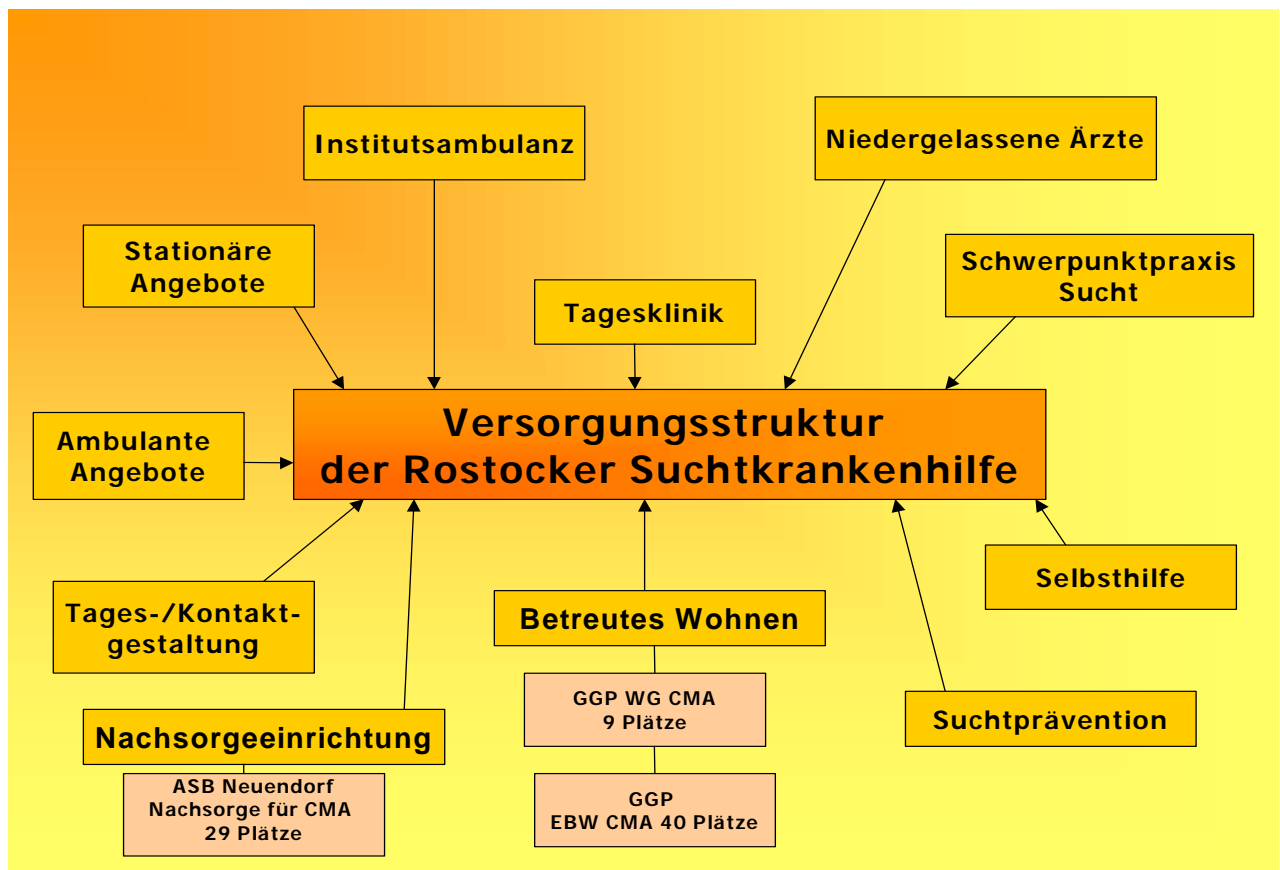 Institutsambulanz
Niedergelassene Ärzte
Stationäre
Angebote
Schwerpunktpraxis
Sucht
Tagesklinik
Versorgungsstruktur
der Rostocker Suchtkrankenhilfe
Ambulante
Angebote
Selbsthilfe
Tages-/Kontakt-
gestaltung
Betreutes Wohnen
GGP WG CMA
9 Plätze
Suchtprävention
Nachsorgeeinrichtung
ASB Neuendorf
Nachsorge für CMA
29 Plätze
GGP
EBW CMA 40 Plätze